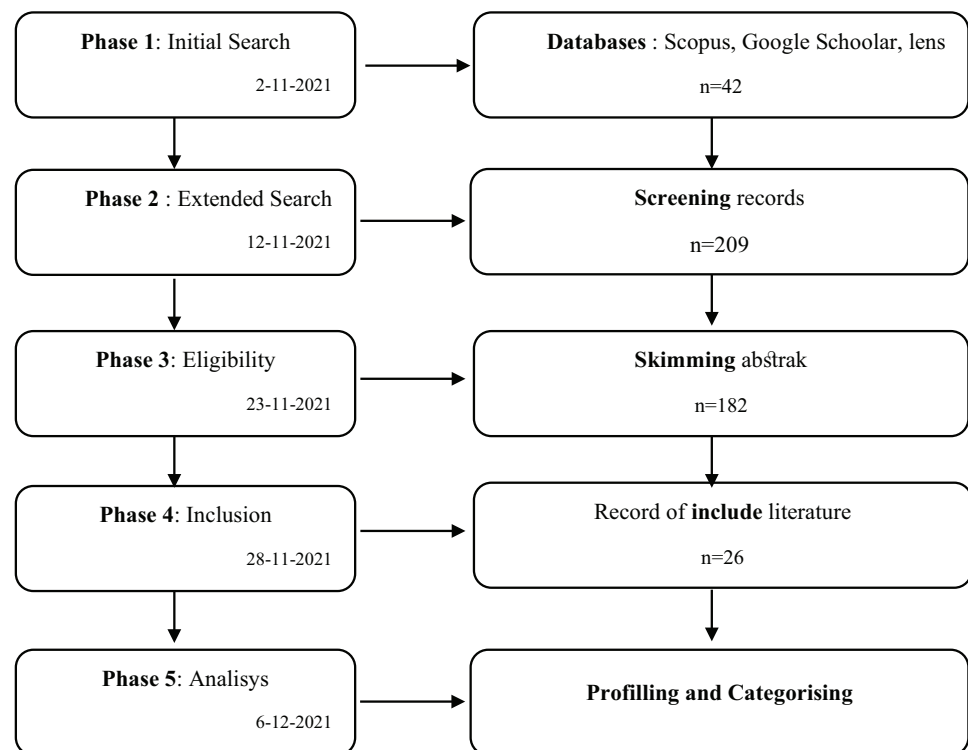 Phase 1: Initial Search
2-11-2021
Databases : Scopus, Google Schoolar, lens
n=42
Phase 2 : Extended Search
12-11-2021
Screening records
n=209
Phase 3: Eligibility
23-11-2021
Skimming abstrak
n=182
Phase 4: Inclusion
28-11-2021
Record of include literature
n=26
Phase 5: Analisys
6-12-2021
Profilling and Categorising